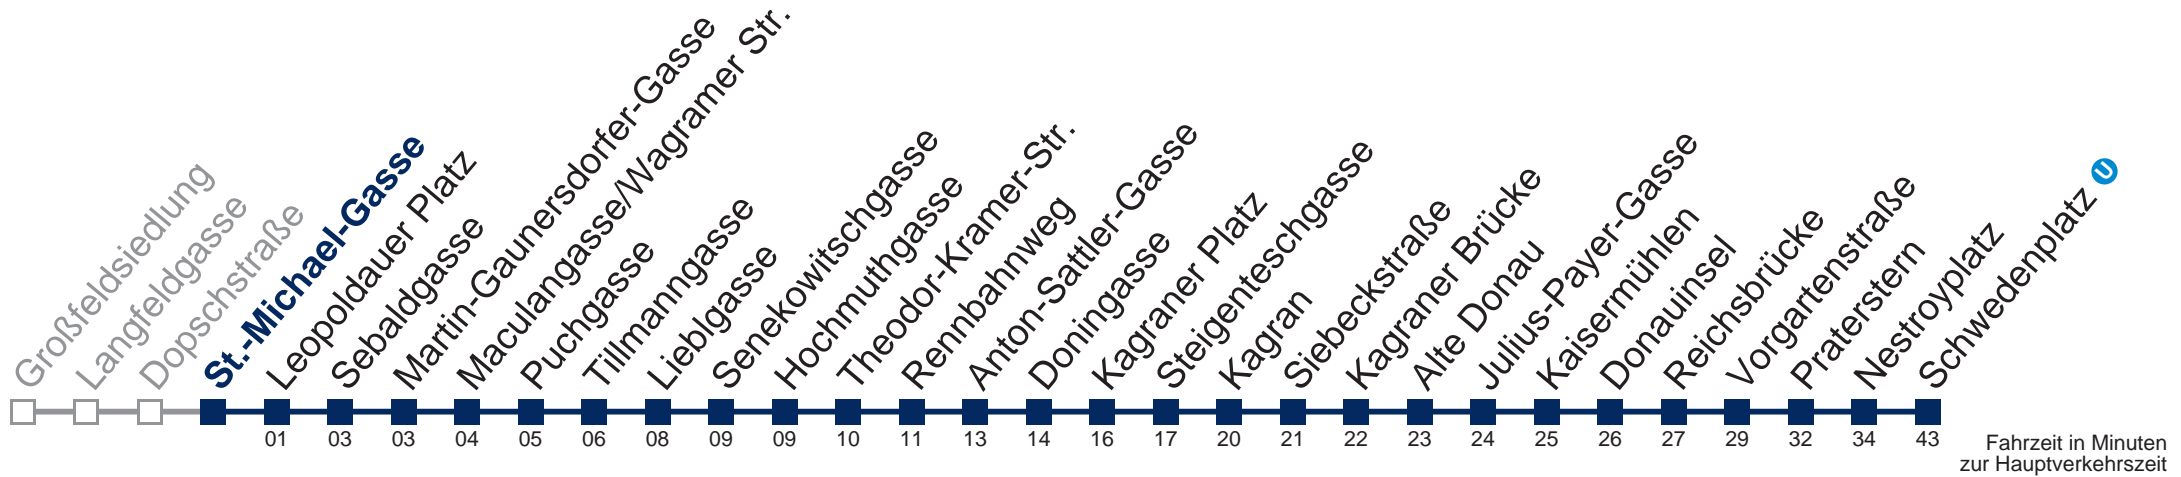 Großfeldsiedlung
Langfeldgasse
Dopschstraße
St.-Michael-Gasse
Leopoldauer Platz
Sebaldgasse
Martin-Gaunersdorfer-Gasse
Maculangasse/Wagramer Str.
Puchgasse
Tillmanngasse
Lieblgasse
Senekowitschgasse
Hochmuthgasse
Theodor-Kramer-Str.
Rennbahnweg
Anton-Sattler-Gasse
Doningasse
Kagraner Platz
Steigenteschgasse
Kagran
Siebeckstraße
Kagraner Brücke
Alte Donau
Julius-Payer-Gasse
Kaisermühlen
Donauinsel
Reichsbrücke
Vorgartenstraße
Praterstern
Nestroyplatz
Schwedenplatz U
01 03 03 04 05 06 08 09 09 10 11 13 14 16 17 20 21 22 23 24 25 26 27 29 32 34 43
Fahrzeit in Minuten
zur Hauptverkehrszeit